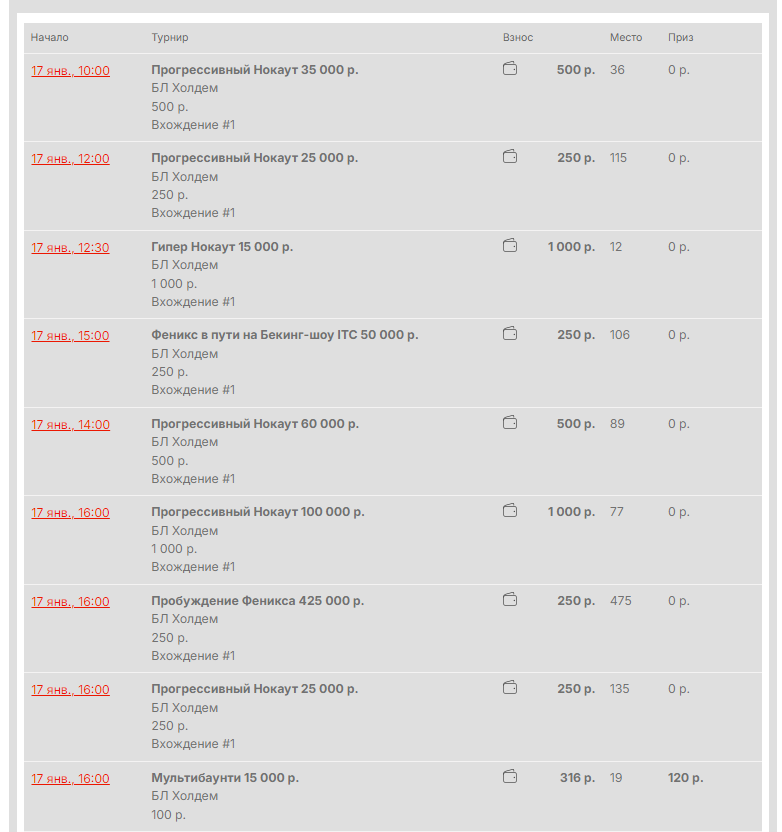 Начало Турнир Взнос Место Приз
17 янв., 10:00 Прогрессивный Нокаут 35 000 р. 500 р. 36 0 р.
БЛ Холдем
500 р.
Вхождение #1
17 янв., 12:00 Прогрессивный Нокаут 25 000 р. 250 р. 115 0 р.
БЛ Холдем
250 р.
Вхождение #1
17 янв., 12:30 Гипер Нокаут 15 000 р. 1 000 р. 12 0 р.
БЛ Холдем
1 000 р.
Вхождение #1
17 янв., 15:00 Феникс в пути на Бекинг-шоу ITC 50 000 р. 250 р. 106 0 р.
БЛ Холдем
250 р.
Вхождение #1
17 янв., 14:00 Прогрессивный Нокаут 60 000 р. 500 р. 89 0 р.
БЛ Холдем
500 р.
Вхождение #1
17 янв., 16:00 Прогрессивный Нокаут 100 000 р. 1 000 р. 77 0 р.
БЛ Холдем
1 000 р.
Вхождение #1
17 янв., 16:00 Пробуждение Феникса 425 000 р. 250 р. 475 0 р.
БЛ Холдем
250 р.
Вхождение #1
17 янв., 16:00 Прогрессивный Нокаут 25 000 р. 250 р. 135 0 р.
БЛ Холдем
250 р.
Вхождение #1
17 янв., 16:00 Мультибаунти 15 000 р. 316 р. 19 120 р.
БЛ Холдем
100 р.